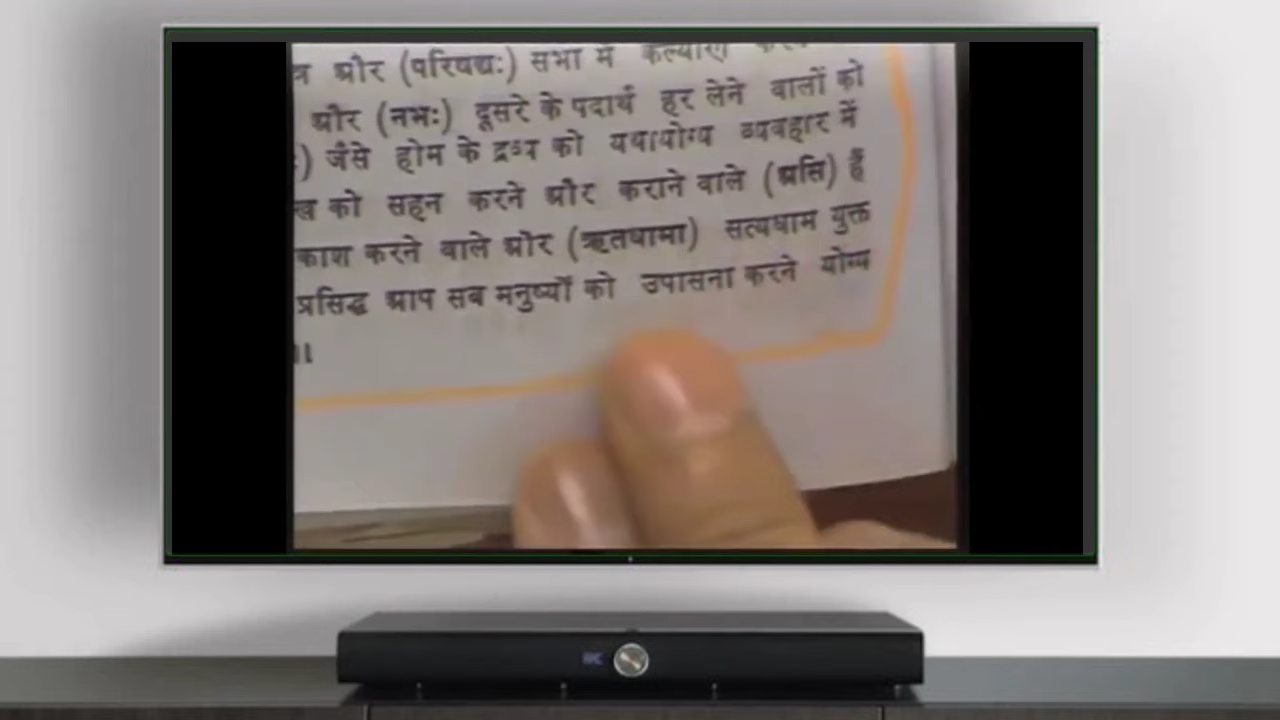 और (परिषद्यः) सभा में कल्याण
और (नभः) दूसरे के पदार्थ हर लेने वालों को
) जैसे होम के द्रव्य को यथायोग्य व्यवहार में
को सहन करने और कराने वाले (असि) हैं
काश करने वाले और (ऋतधामा) सत्यधाम युक्त
प्रसिद्ध आप सब मनुष्यों को उपासना करने योग्य
॥